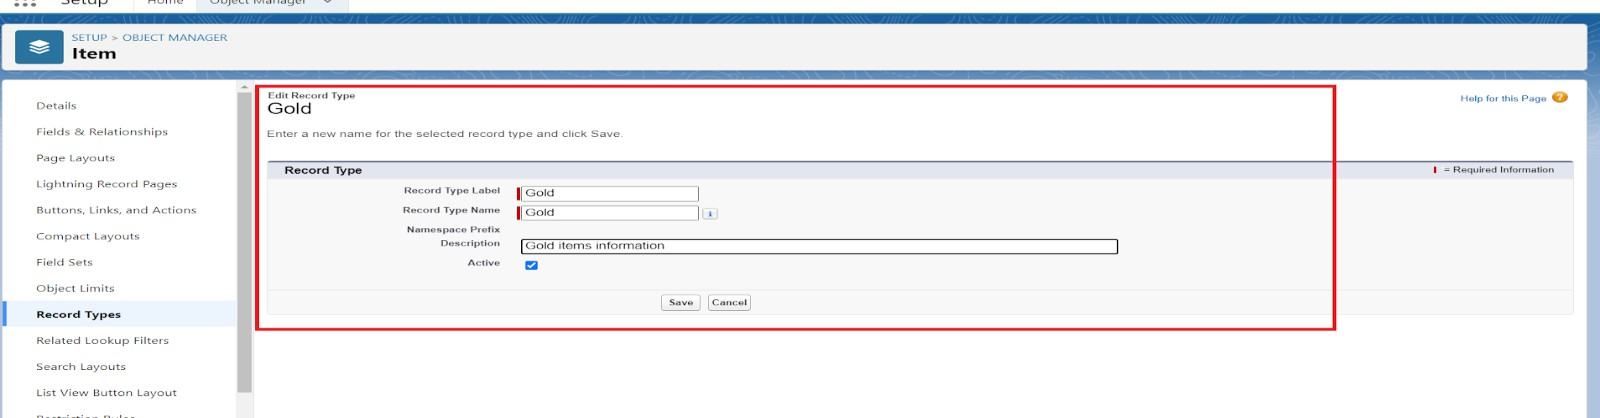 Setup Home Object Manager
SETUP > OBJECT MANAGER
Item
Details
Fields & Relationships
Page Layouts
Lightning Record Pages
Buttons, Links, and Actions
Compact Layouts
Field Sets
Object Limits
Record Types
Related Lookup Filters
Search Layouts
List View Button Layout
Restriction Rules
Edit Record Type
Gold
Help for this Page ?
Enter a new name for the selected record type and click Save.
Record Type
= Required Information
Record Type Label Gold
Record Type Name Gold i
Namespace Prefix
Description Gold items information
Active
Save Cancel